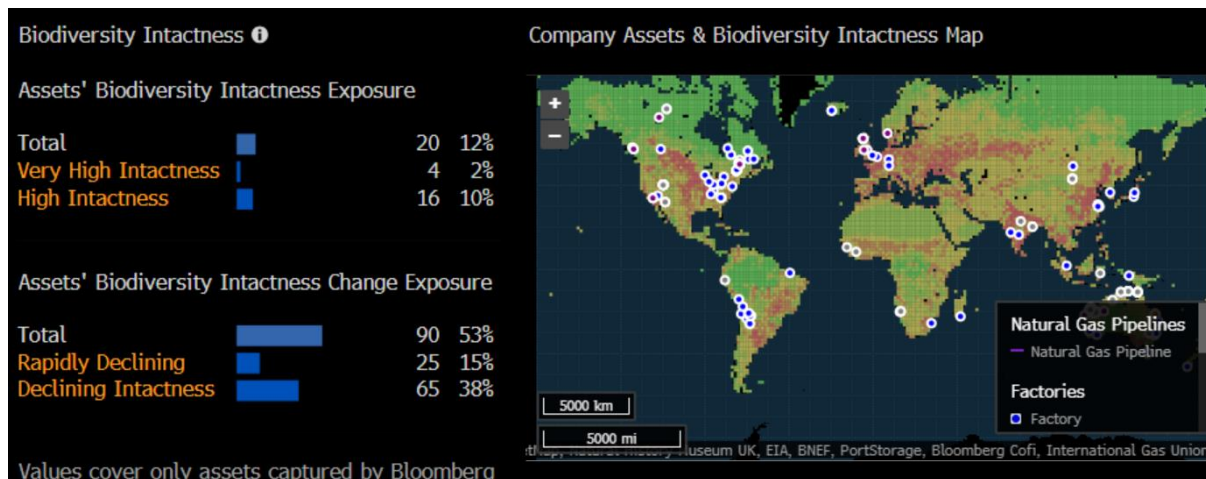 Biodiversity Intactness
Assets' Biodiversity Intactness Exposure
Total 20 12%
Very High Intactness 4 2%
High Intactness 16 10%
Assets' Biodiversity Intactness Change Exposure
Total 90 53%
Rapidly Declining 25 15%
Declining Intactness 65 38%
Values cover only assets captured by Bloomberg
Company Assets & Biodiversity Intactness Map
+
−
Natural Gas Pipelines
Natural Gas Pipeline
Factories
Factory
5000 km
5000 mi
Natural History Museum UK, EIA, BNEF, PortStorage, Bloomberg Cofi, International Gas Union